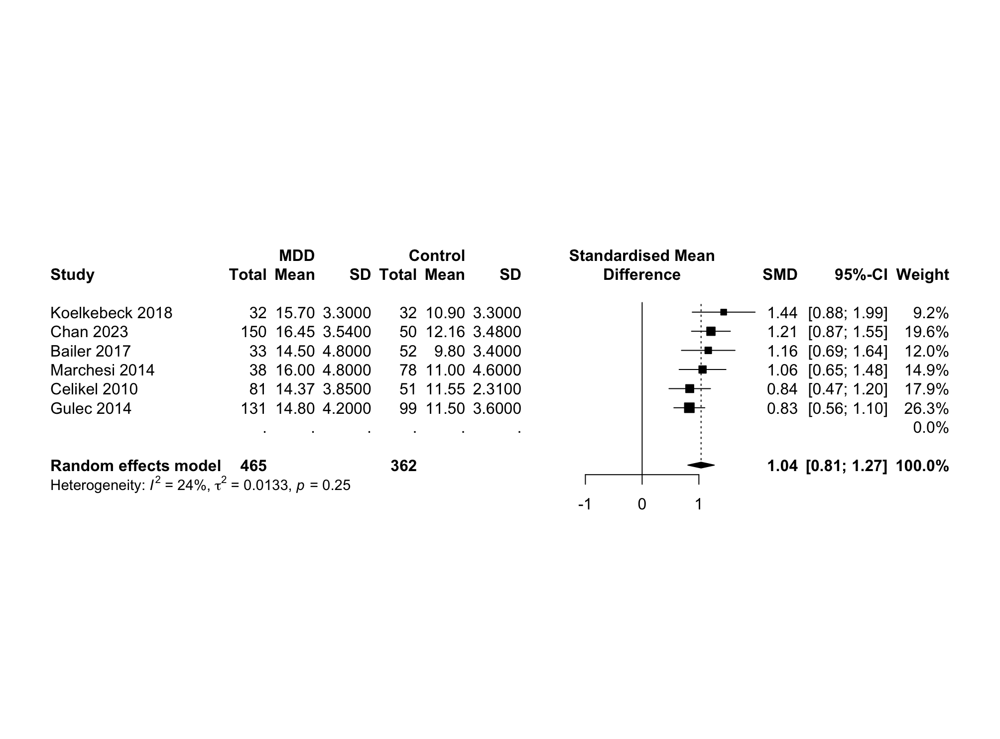 MDD Control Standardised Mean
Study Total Mean SD Total Mean SD Difference SMD 95%-CI Weight
Koelkebeck 2018 32 15.70 3.3000 32 10.90 3.3000 1.44 [0.88; 1.99] 9.2%
Chan 2023 150 16.45 3.5400 50 12.16 3.4800 1.21 [0.87; 1.55] 19.6%
Bailer 2017 33 14.50 4.8000 52 9.80 3.4000 1.16 [0.69; 1.64] 12.0%
Marchesi 2014 38 16.00 4.8000 78 11.00 4.6000 1.06 [0.65; 1.48] 14.9%
Celikel 2010 81 14.37 3.8500 51 11.55 2.3100 0.84 [0.47; 1.20] 17.9%
Gulec 2014 131 14.80 4.2000 99 11.50 3.6000 0.83 [0.56; 1.10] 26.3%
. . . . . . 0.0%
Random effects model 465 362 1.04 [0.81; 1.27] 100.0%
Heterogeneity: I² = 24%, τ² = 0.0133, p = 0.25
-1 0 1